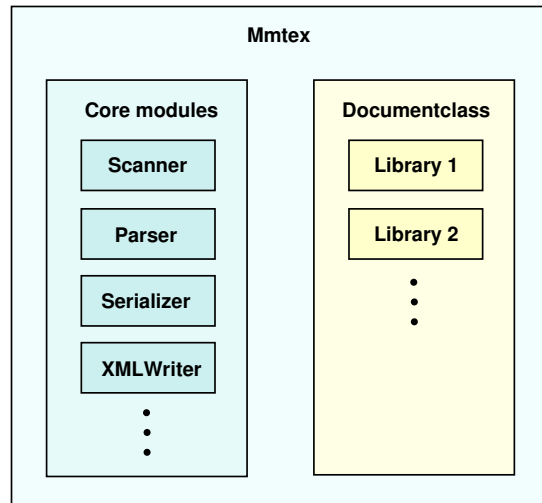 Mmtex
Core modules
Scanner
Parser
Serializer
XMLWriter
Documentclass
Library 1
Library 2